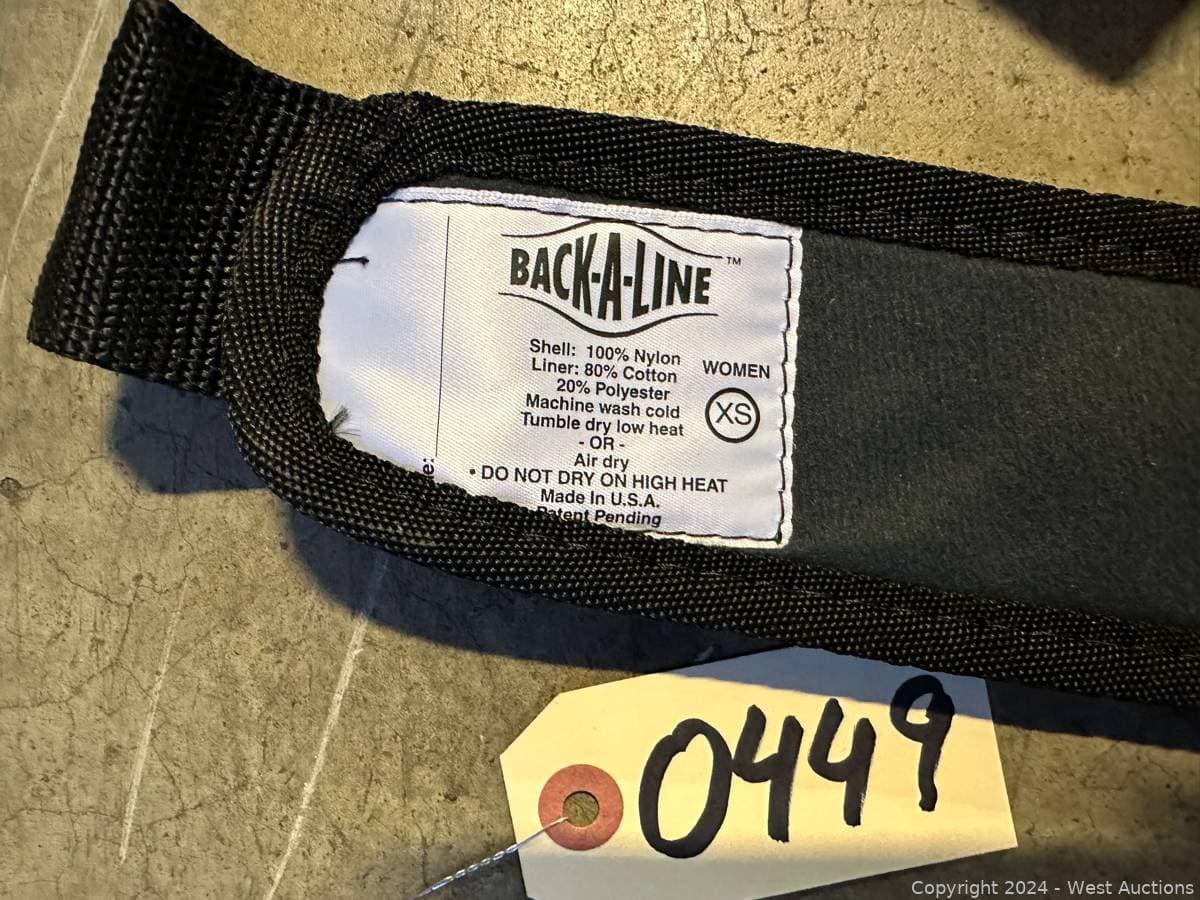 BACK-A-LINE™
Shell: 100% Nylon
Liner: 80% Cotton
20% Polyester
Machine wash cold
Tumble dry low heat
- OR -
Air dry
• DO NOT DRY ON HIGH HEAT
Made In U.S.A.
Patent Pending
WOMEN
XS
e:
0449
Copyright 2024 - West Auctions